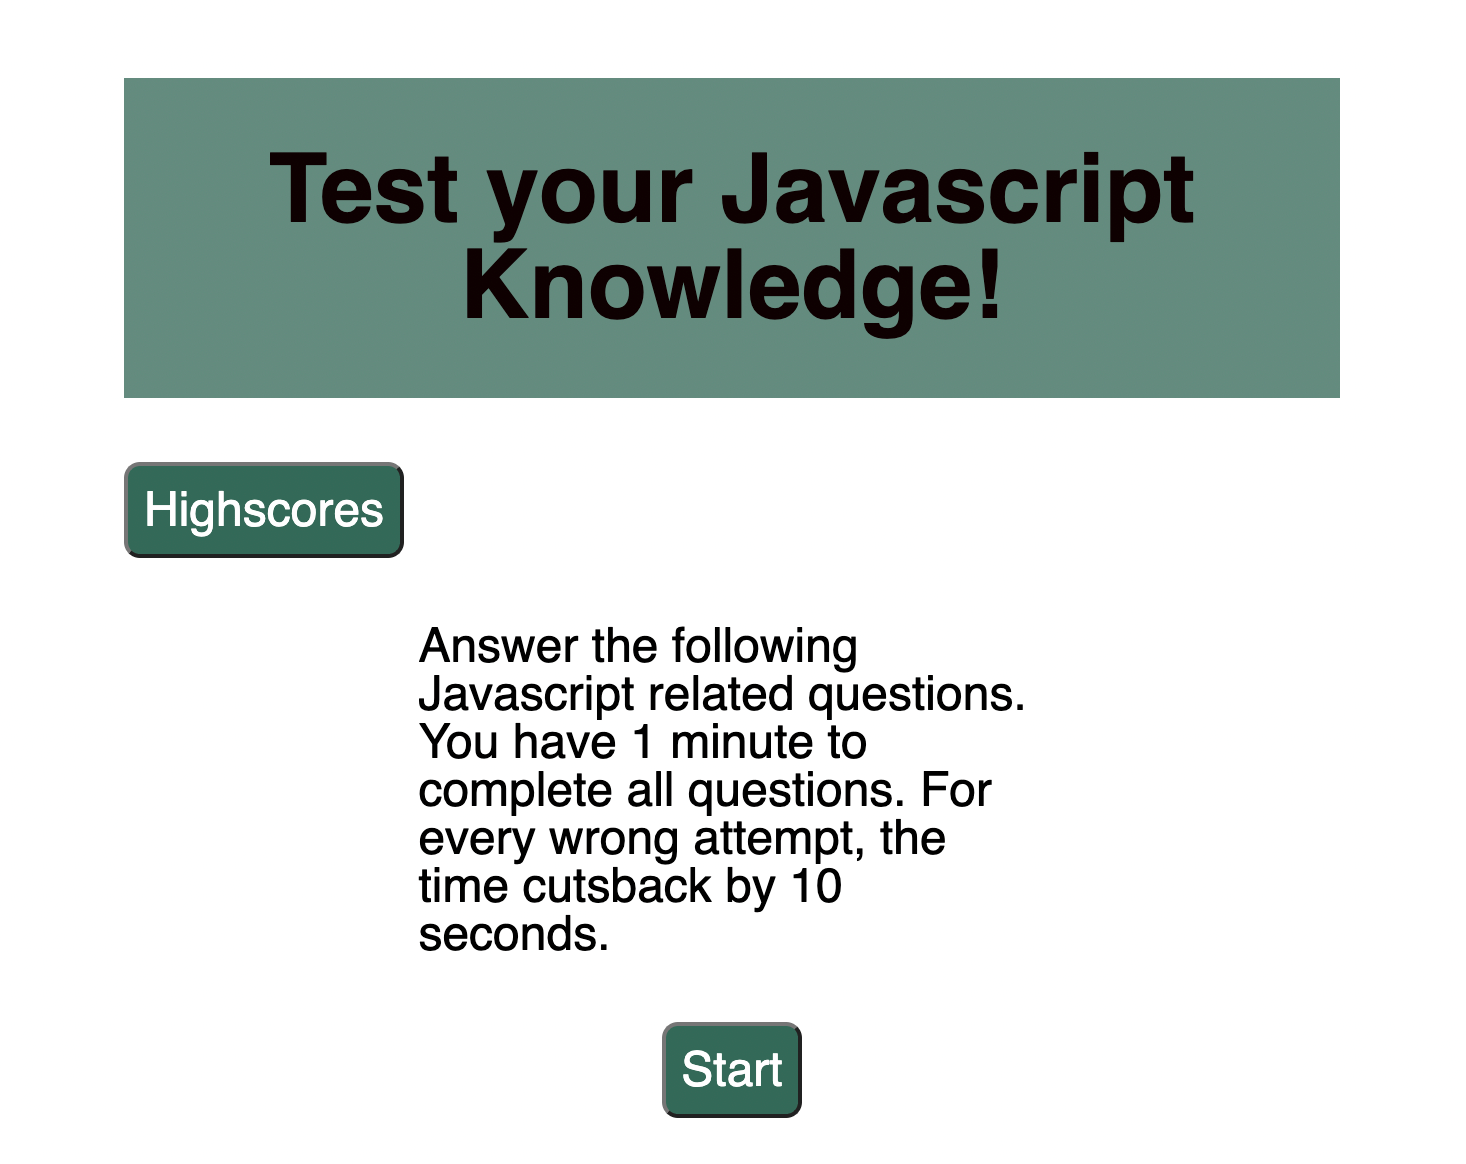 Test your Javascript
Knowledge!
Highscores
Answer the following
Javascript related questions.
You have 1 minute to
complete all questions. For
every wrong attempt, the
time cutsback by 10
seconds.
Start